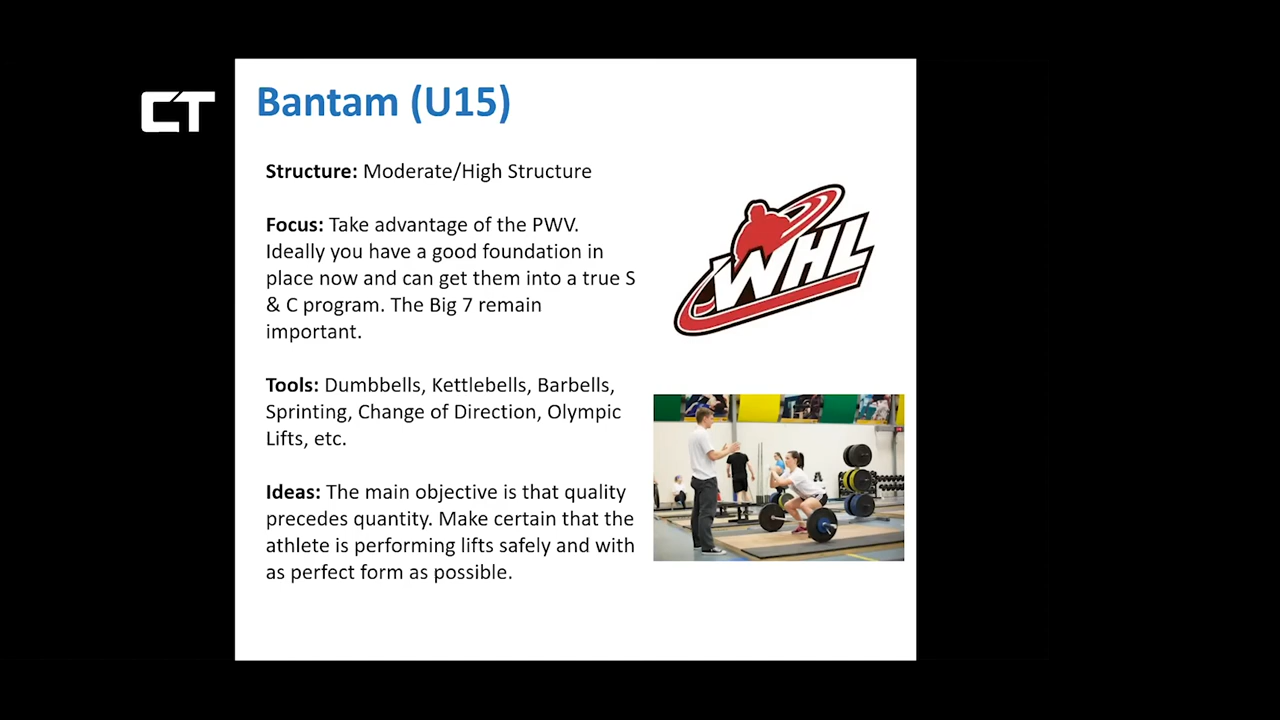 CT
Bantam (U15)
Structure: Moderate/High Structure
Focus: Take advantage of the PWV.
Ideally you have a good foundation in
place now and can get them into a true S
& C program. The Big 7 remain
important.
WHL
Tools: Dumbbells, Kettlebells, Barbells,
Sprinting, Change of Direction, Olympic
Lifts, etc.
Ideas: The main objective is that quality
precedes quantity. Make certain that the
athlete is performing lifts safely and with
as perfect form as possible.